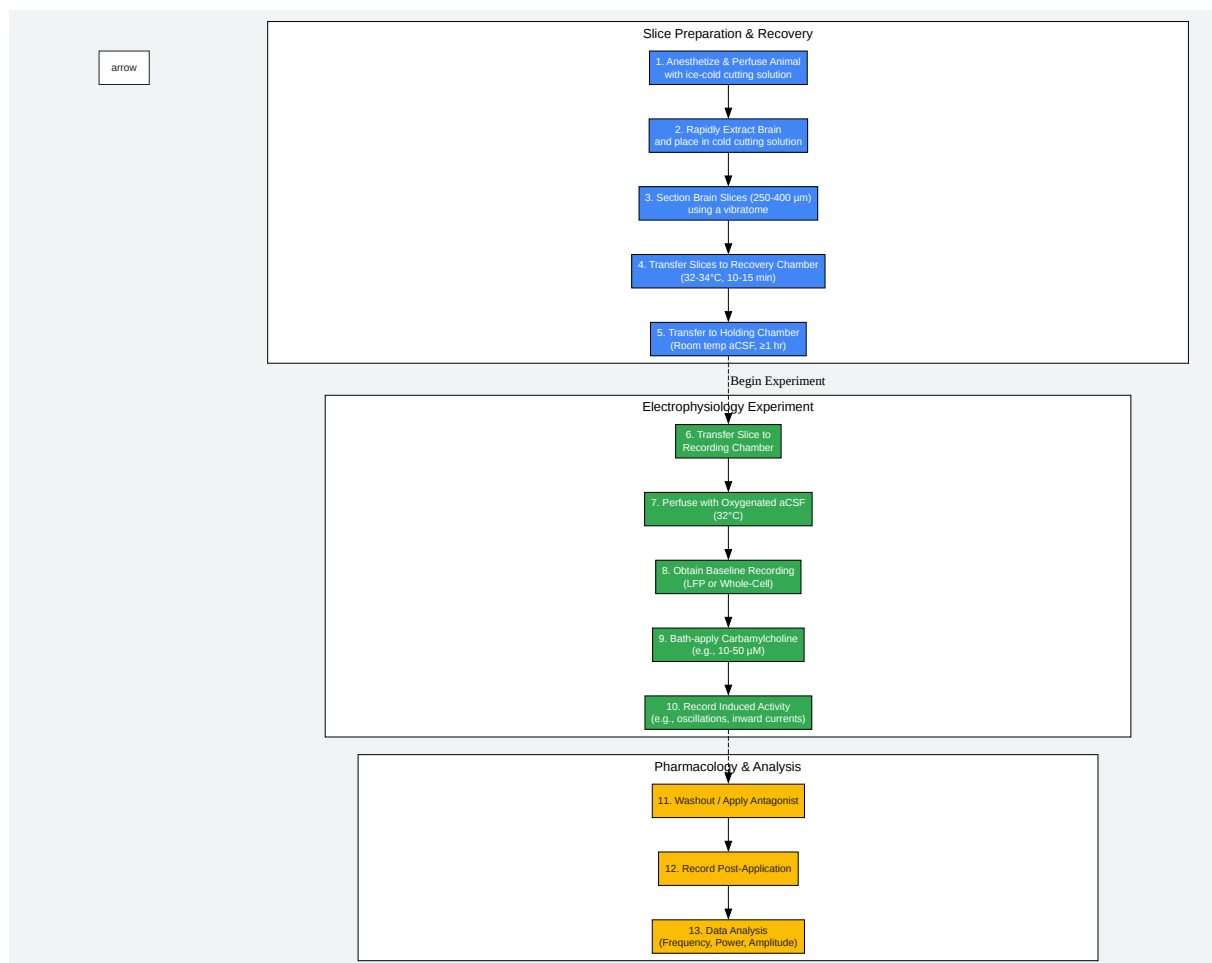 arrow
Slice Preparation & Recovery
1. Anesthetize & Perfuse Animal
with ice-cold cutting solution
2. Rapidly Extract Brain
and place in cold cutting solution
3. Section Brain Slices (250-400 µm)
using a vibratome
4. Transfer Slices to Recovery Chamber
(32-34°C, 10-15 min)
5. Transfer to Holding Chamber
(Room temp aCSF, ≥1 hr)
Begin Experiment
Electrophysiology Experiment
6. Transfer Slice to
Recording Chamber
7. Perfuse with Oxygenated aCSF
(32°C)
8. Obtain Baseline Recording
(LFP or Whole-Cell)
9. Bath-apply Carbamylcholine
(e.g., 10-50 µM)
10. Record Induced Activity
(e.g., oscillations, inward currents)
Pharmacology & Analysis
11. Washout / Apply Antagonist
12. Record Post-Application
13. Data Analysis
(Frequency, Power, Amplitude)